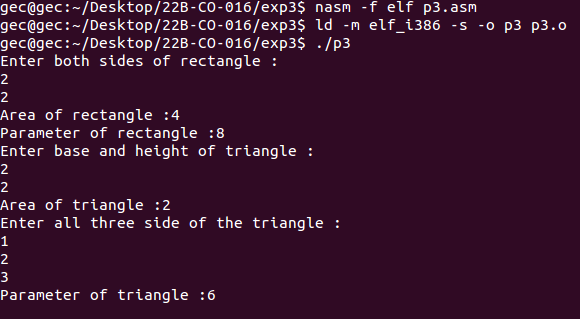 gec@gec:~/Desktop/22B-CO-016/exp3$ nasm -f elf p3.asm
gec@gec:~/Desktop/22B-CO-016/exp3$ ld -m elf_i386 -s -o p3 p3.o
gec@gec:~/Desktop/22B-CO-016/exp3$ ./p3
Enter both sides of rectangle :
2
2
Area of rectangle :4
Parameter of rectangle :8
Enter base and height of triangle :
2
2
Area of triangle :2
Enter all three side of the triangle :
1
2
3
Parameter of triangle :6